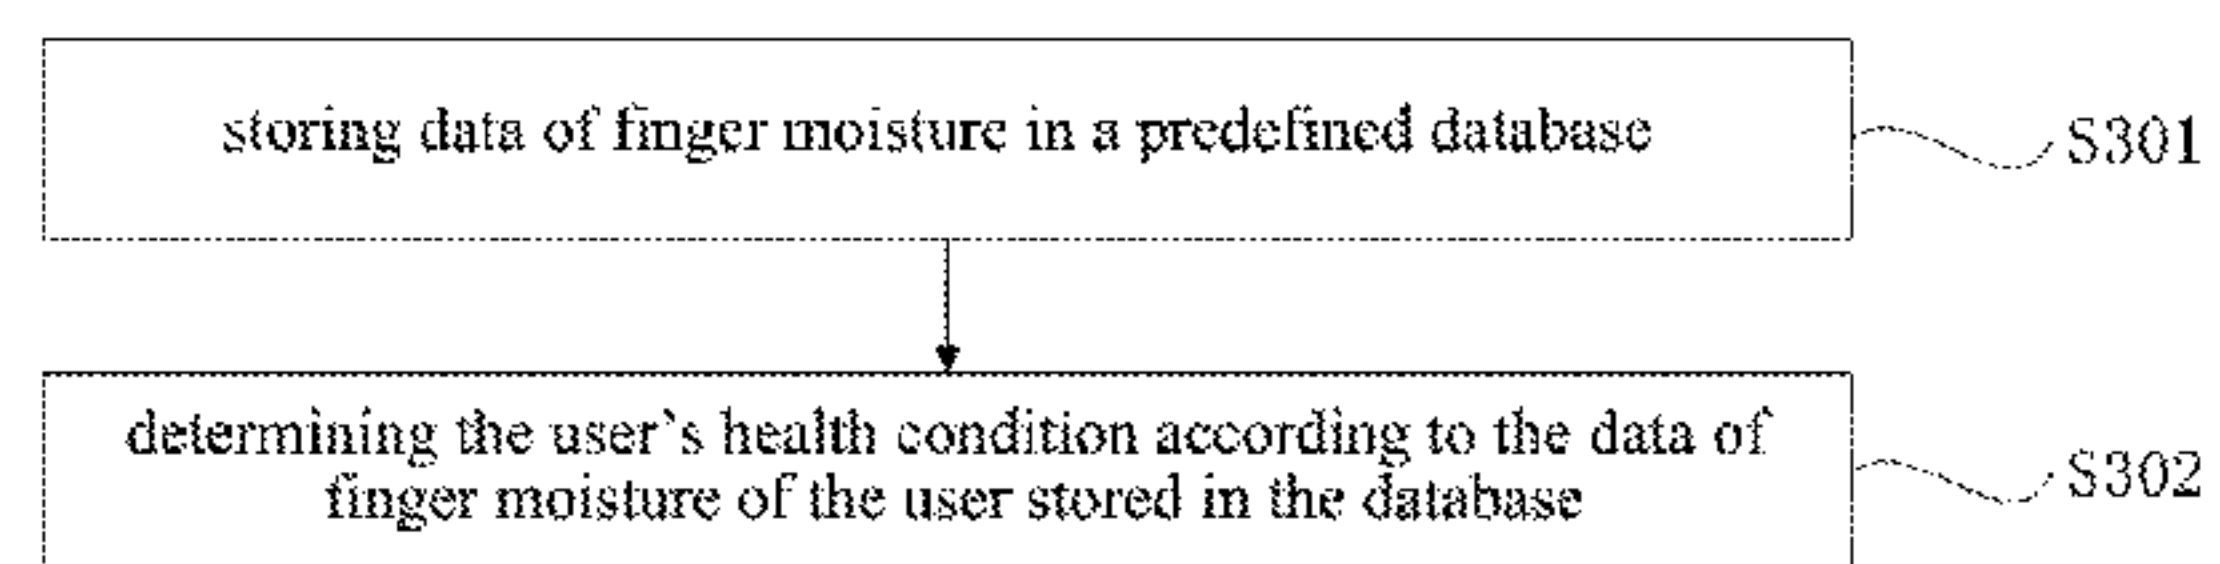 storing data of finger moisture in a predefined database
S301
determining the user's health condition according to the data of
finger moisture of the user stored in the database
S302